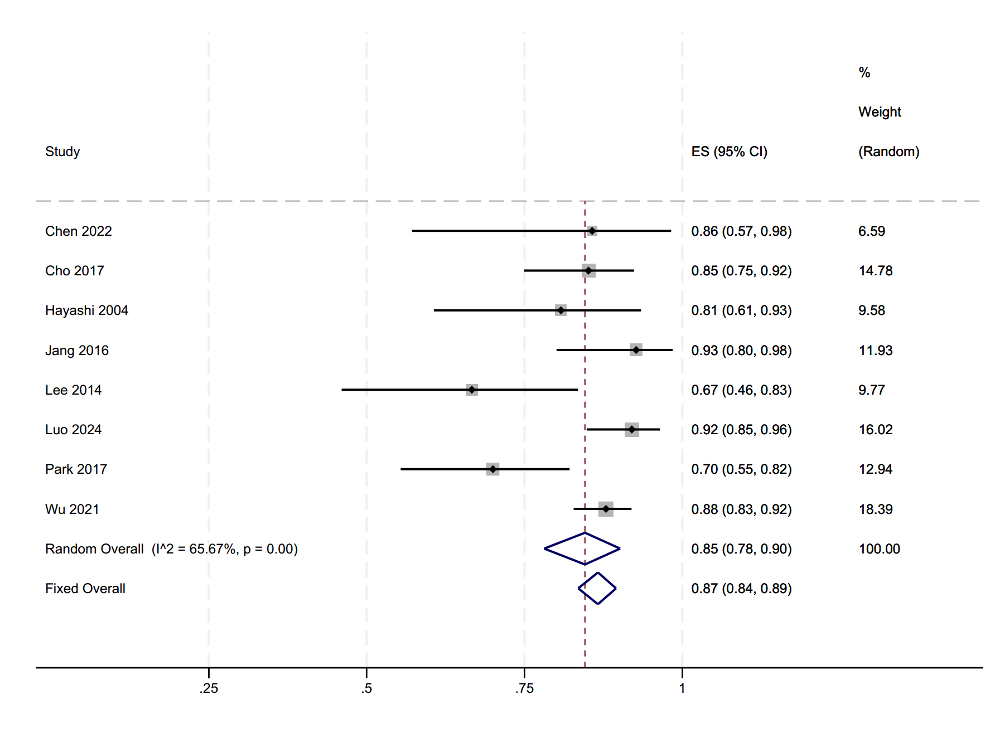 %
Weight
Study ES (95% CI) (Random)
Chen 2022 0.86 (0.57, 0.98) 6.59
Cho 2017 0.85 (0.75, 0.92) 14.78
Hayashi 2004 0.81 (0.61, 0.93) 9.58
Jang 2016 0.93 (0.80, 0.98) 11.93
Lee 2014 0.67 (0.46, 0.83) 9.77
Luo 2024 0.92 (0.85, 0.96) 16.02
Park 2017 0.70 (0.55, 0.82) 12.94
Wu 2021 0.88 (0.83, 0.92) 18.39
Random Overall (I^2 = 65.67%, p = 0.00) 0.85 (0.78, 0.90) 100.00
Fixed Overall 0.87 (0.84, 0.89)
.25 .5 .75 1